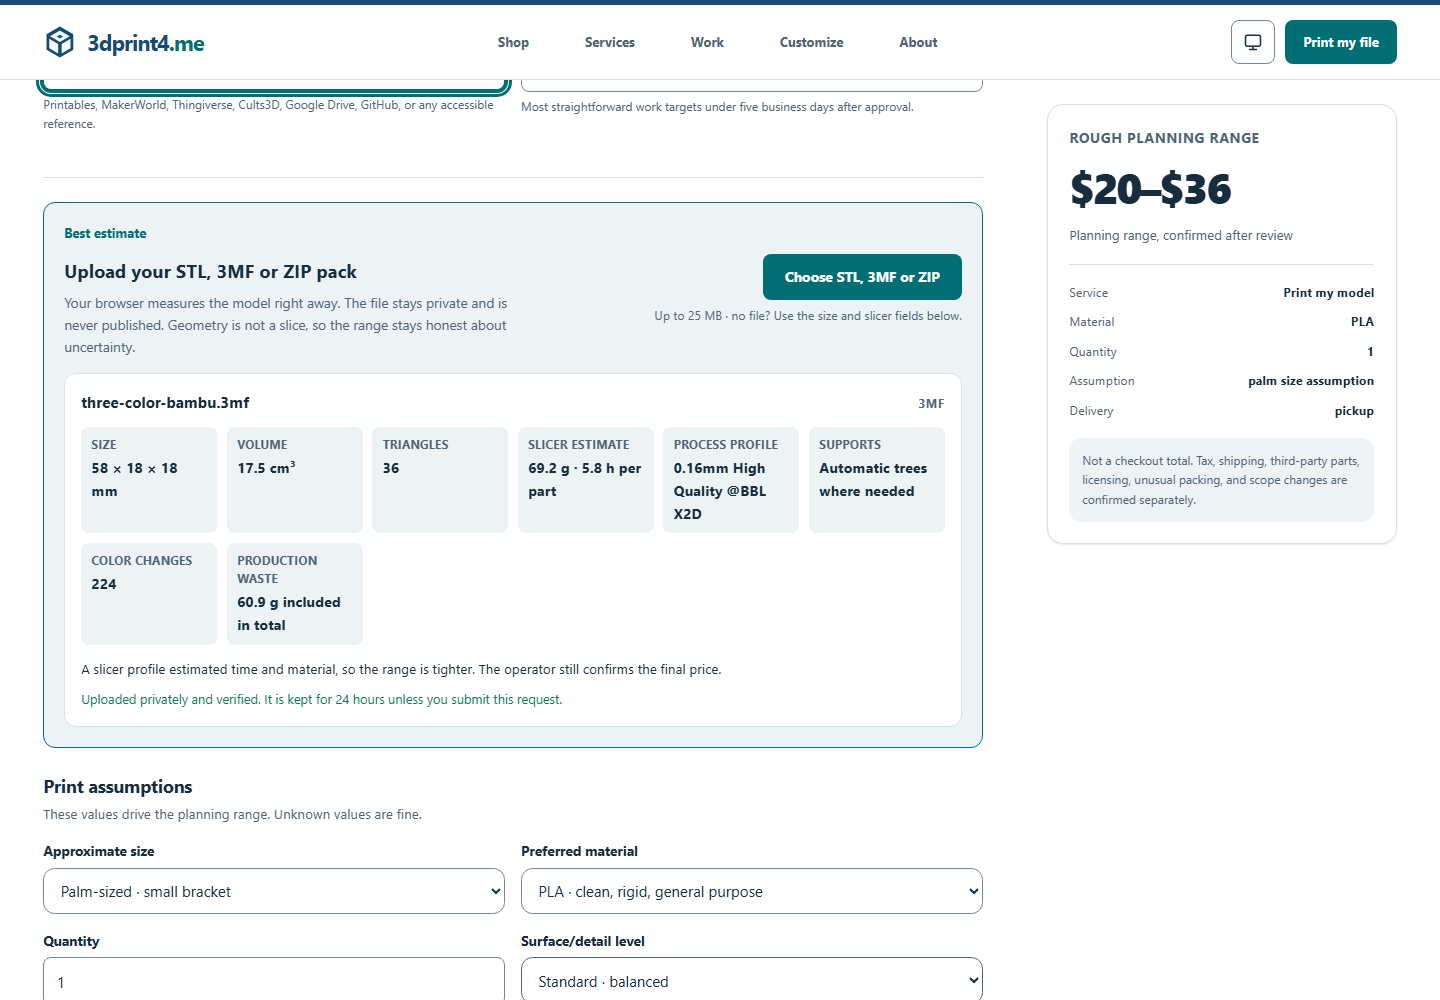 3dprint4.me
Shop
Services
Work
Customize
About
Print my file
Printables, MakerWorld, Thingiverse, Cults3D, Google Drive, GitHub, or any accessible
reference.
Most straightforward work targets under five business days after approval.
Best estimate
Upload your STL, 3MF or ZIP pack
Your browser measures the model right away. The file stays private and is
never published. Geometry is not a slice, so the range stays honest about
uncertainty.
Choose STL, 3MF or ZIP
Up to 25 MB · no file? Use the size and slicer fields below.
three-color-bambu.3mf
3MF
SIZE
58 × 18 × 18
mm
VOLUME
17.5 cm³
TRIANGLES
36
SLICER ESTIMATE
69.2 g · 5.8 h per
part
PROCESS PROFILE
0.16mm High
Quality @BBL
X2D
SUPPORTS
Automatic trees
where needed
COLOR CHANGES
224
PRODUCTION
WASTE
60.9 g included
in total
A slicer profile estimated time and material, so the range is tighter. The operator still confirms the final price.
Uploaded privately and verified. It is kept for 24 hours unless you submit this request.
Print assumptions
These values drive the planning range. Unknown values are fine.
Approximate size
Palm-sized · small bracket
Preferred material
PLA · clean, rigid, general purpose
Quantity
1
Surface/detail level
Standard · balanced
ROUGH PLANNING RANGE
$20–$36
Planning range, confirmed after review
Service
Print my model
Material
PLA
Quantity
1
Assumption
palm size assumption
Delivery
pickup
Not a checkout total. Tax, shipping, third-party parts,
licensing, unusual packing, and scope changes are
confirmed separately.